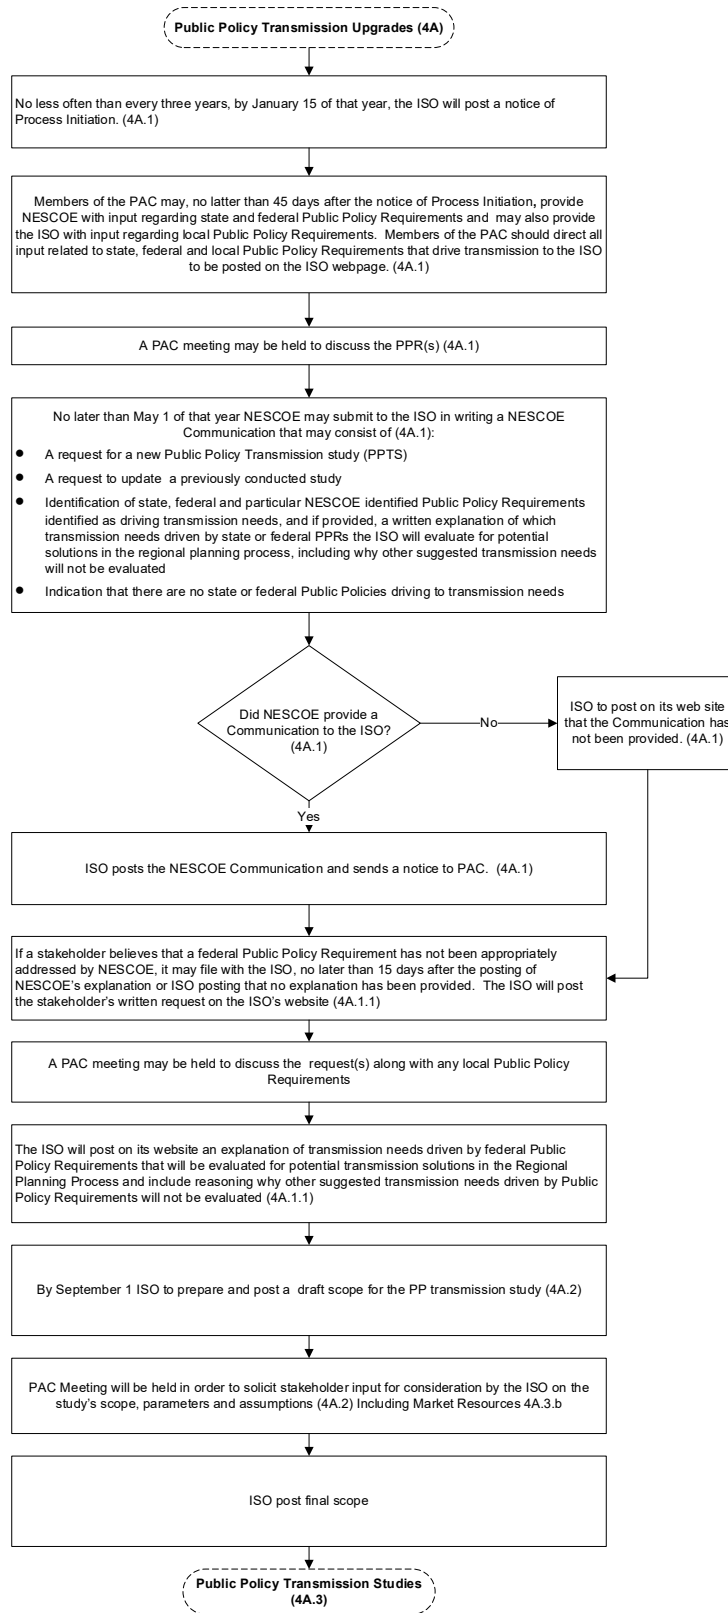 Public Policy Transmission Upgrades (4A)
No less often than every three years, by January 15 of that year, the ISO will post a notice of
Process Initiation. (4A.1)
Members of the PAC may, no latter than 45 days after the notice of Process Initiation, provide
NESCOE with input regarding state and federal Public Policy Requirements and may also provide
the ISO with input regarding local Public Policy Requirements. Members of the PAC should direct all
input related to state, federal and local Public Policy Requirements that drive transmission to the ISO
to be posted on the ISO webpage. (4A.1)
A PAC meeting may be held to discuss the PPR(s) (4A.1)
No later than May 1 of that year NESCOE may submit to the ISO in writing a NESCOE
Communication that may consist of (4A.1):
● A request for a new Public Policy Transmission study (PPTS)
● A request to update a previously conducted study
● Identification of state, federal and particular NESCOE identified Public Policy Requirements
identified as driving transmission needs, and if provided, a written explanation of which
transmission needs driven by state or federal PPRs the ISO will evaluate for potential
solutions in the regional planning process, including why other suggested transmission needs
will not be evaluated
● Indication that there are no state or federal Public Policies driving to transmission needs
Did NESCOE provide a
Communication to the ISO?
(4A.1)
No
ISO to post on its web site
that the Communication has
not been provided. (4A.1)
Yes
ISO posts the NESCOE Communication and sends a notice to PAC. (4A.1)
If a stakeholder believes that a federal Public Policy Requirement has not been appropriately
addressed by NESCOE, it may file with the ISO, no later than 15 days after the posting of
NESCOE's explanation or ISO posting that no explanation has been provided. The ISO will post
the stakeholder's written request on the ISO's website (4A.1.1)
A PAC meeting may be held to discuss the request(s) along with any local Public Policy
Requirements
The ISO will post on its website an explanation of transmission needs driven by federal Public
Policy Requirements that will be evaluated for potential transmission solutions in the Regional
Planning Process and include reasoning why other suggested transmission needs driven by Public
Policy Requirements will not be evaluated (4A.1.1)
By September 1 ISO to prepare and post a draft scope for the PP transmission study (4A.2)
PAC Meeting will be held in order to solicit stakeholder input for consideration by the ISO on the
study's scope, parameters and assumptions (4A.2) Including Market Resources 4A.3.b
ISO post final scope
Public Policy Transmission Studies
(4A.3)